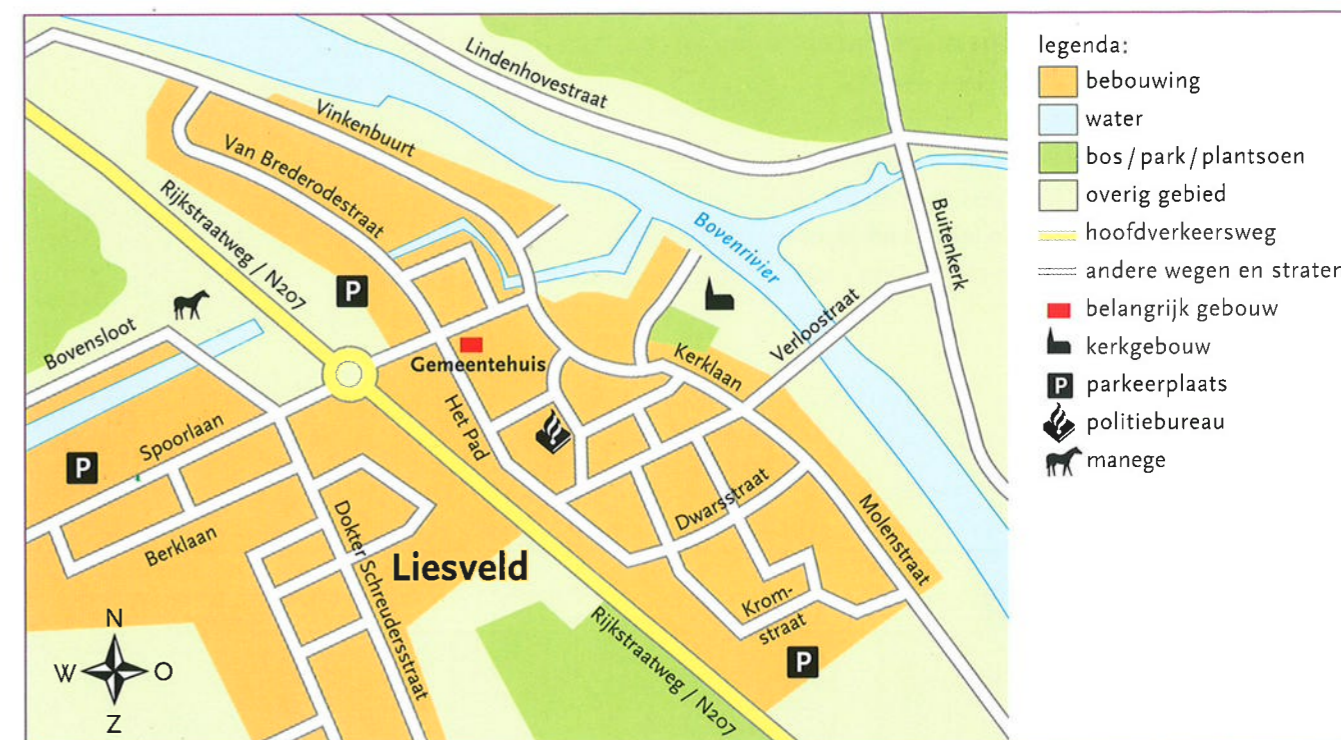 Lindenhovestraat
Vinkenbuurt
Van Brederodestraat
Rijkstraatweg / N207
Bovenrivier
Buitenkerk
P
Bovensloot
Gemeentehuis
Kerklaan
Verloostraat
Het Pad
Spoorlaan
P
Berklaan
Dokter Schreudersstraat
Liesveld
Dwarsstraat
Molenstraat
Krom-
straat
P
Rijkstraatweg / N207
N
W
O
Z
legenda:
bebouwing
water
bos / park / plantsoen
overig gebied
hoofdverkeersweg
andere wegen en straten
belangrijk gebouw
kerkgebouw
P parkeerplaats
politiebureau
manege